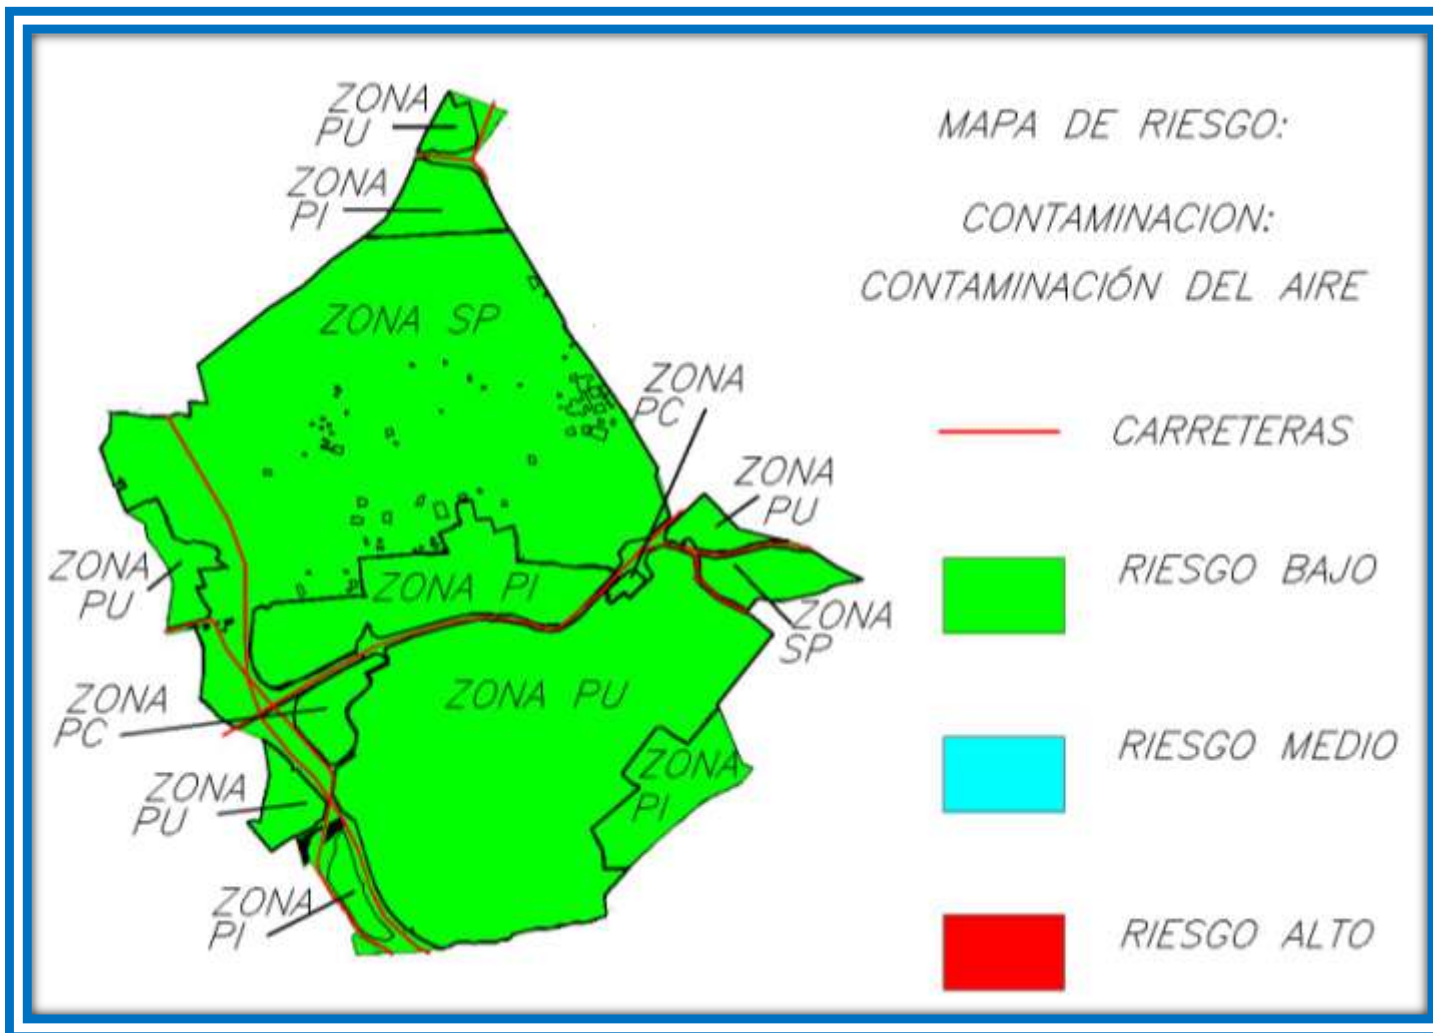 ZONA
PU
ZONA
PI
ZONA SP
ZONA
PC
ZONA
PU
ZONA
PU
ZONA PI
ZONA
SP
ZONA
PC
ZONA PU
ZONA
PI
ZONA
PU
ZONA
PI
MAPA DE RIESGO:
CONTAMINACION:
CONTAMINACIÓN DEL AIRE
CARRETERAS
RIESGO BAJO
RIESGO MEDIO
RIESGO ALTO